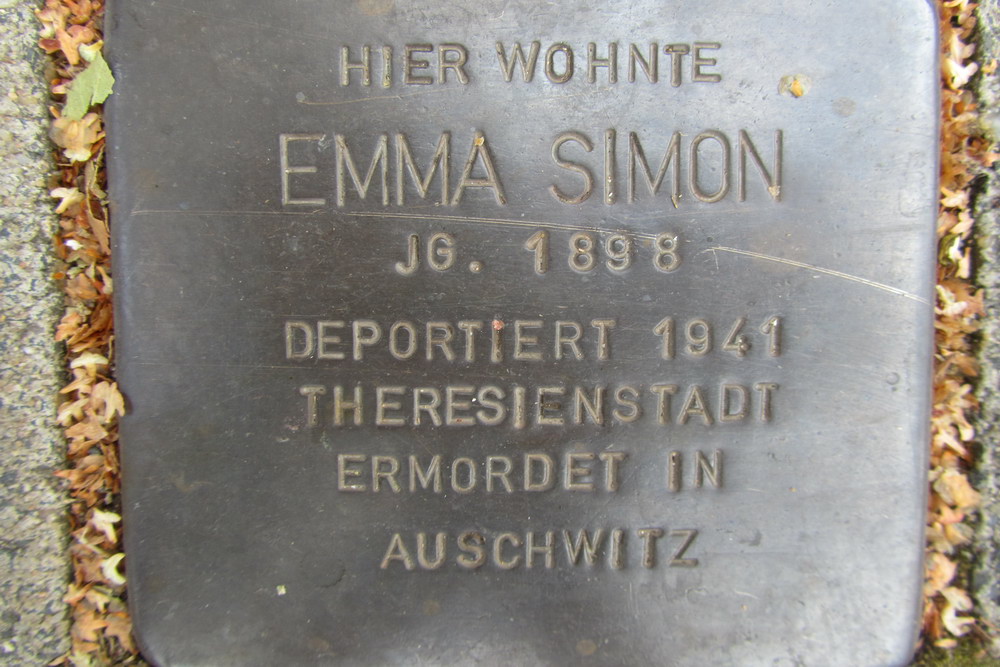 HIER WOHNTE
EMMA SIMON
JG. 1898
DEPORTIERT 1941
THERESIENSTADT
ERMORDET IN
AUSCHWITZ